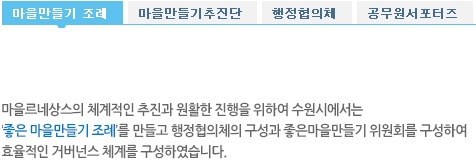 마을만들기 조례
마을만들기추진단
행정협의체
공무원서포터즈
마을르네상스의 체계적인 추진과 원활한 진행을 위하여 수원시에서는
'좋은 마을만들기 조례'를 만들고 행정협의체의 구성과 좋은마을만들기 위원회를 구성하여
효율적인 거버넌스 체계를 구성하였습니다.